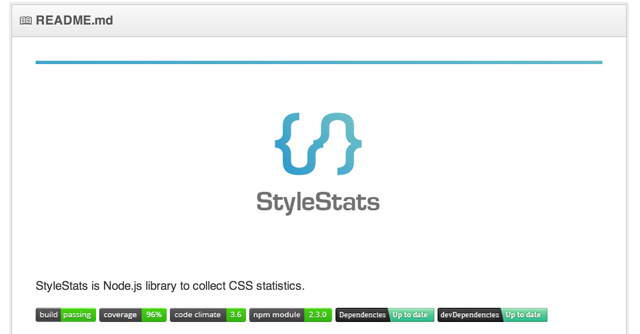 README.md
StyleStats
StyleStats is Node.js library to collect CSS statistics.
build passing coverage 96% code climate 3.6 npm module 2.3.0 Dependencies Up to date devDependencies Up to date